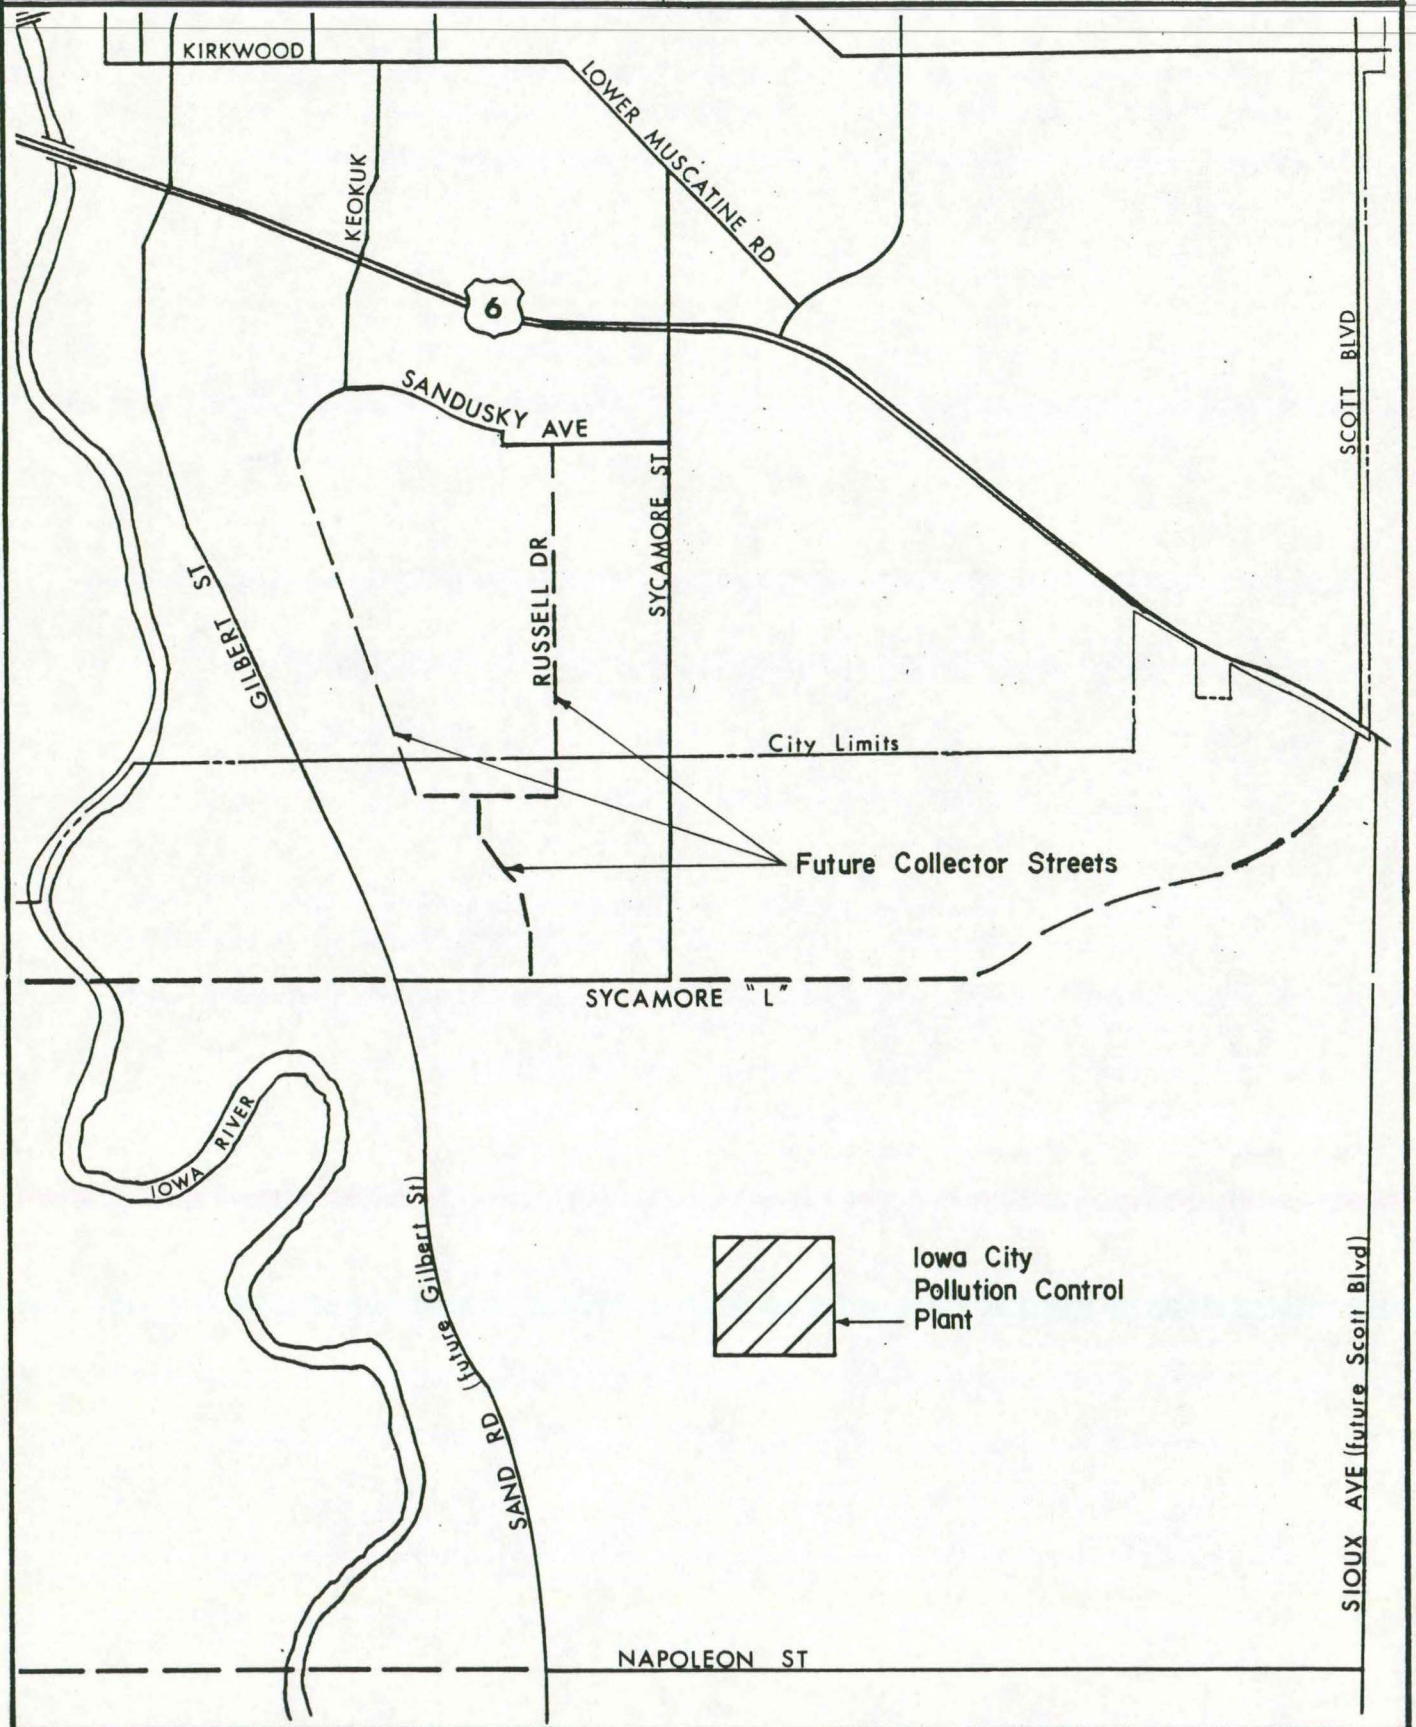 KIRKWOOD
LOWER MUSCATINE RD
KEOKUK
6
SCOTT BLVD
SANDUSKY AVE
SYCAMORE ST
RUSSELL DR
GILBERT ST
City Limits
Future Collector Streets
SYCAMORE "L"
IOWA RIVER
SAND RD (future Gilbert St)
Iowa City
Pollution Control
Plant
SIOUX AVE (future Scott Blvd)
NAPOLEON ST